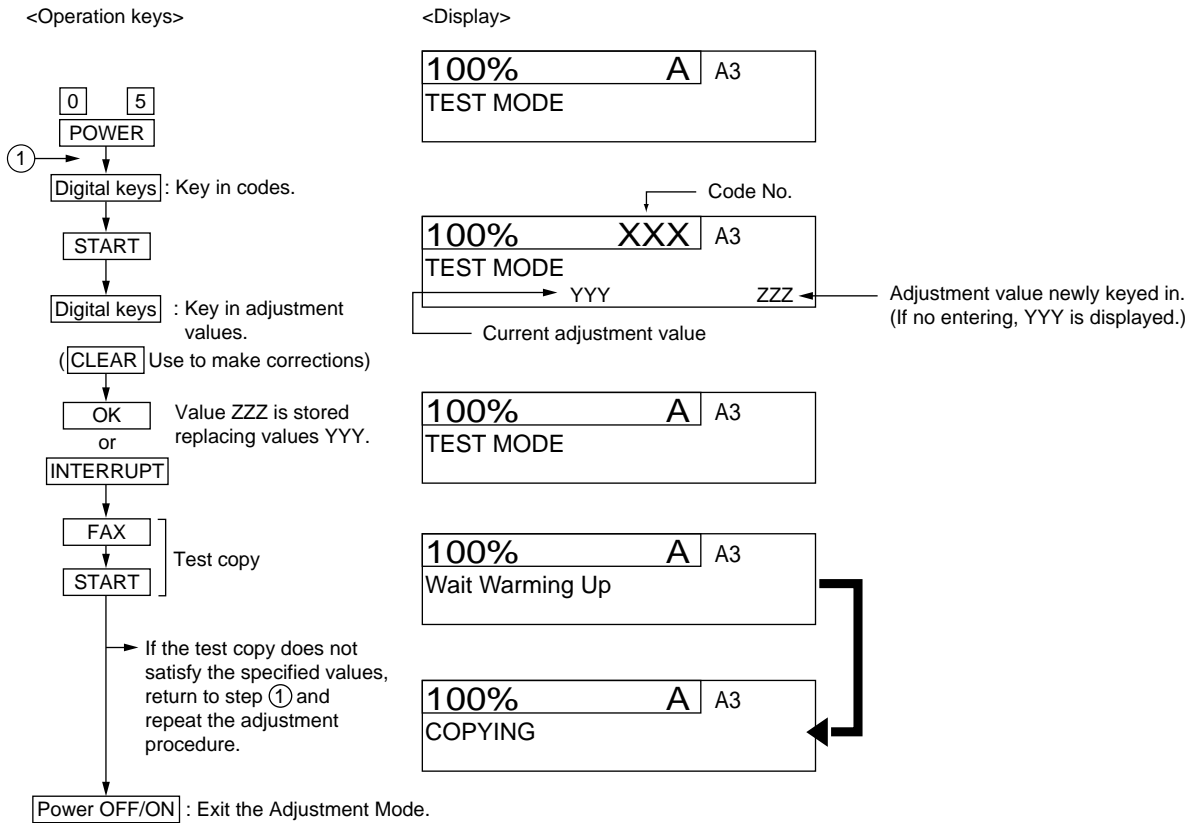 <Operation keys>
<Display>
100% A A3
TEST MODE
0 5
POWER
1
Digital keys : Key in codes.
Code No.
START
100% XXX A3
TEST MODE
YYY ZZZ
Adjustment value newly keyed in.
(If no entering, YYY is displayed.)
Current adjustment value
Digital keys : Key in adjustment
values.
( CLEAR Use to make corrections)
OK
or
INTERRUPT
Value ZZZ is stored
replacing values YYY.
100% A A3
TEST MODE
FAX
START
Test copy
100% A A3
Wait Warming Up
If the test copy does not
satisfy the specified values,
return to step 1 and
repeat the adjustment
procedure.
100% A A3
COPYING
Power OFF/ON : Exit the Adjustment Mode.